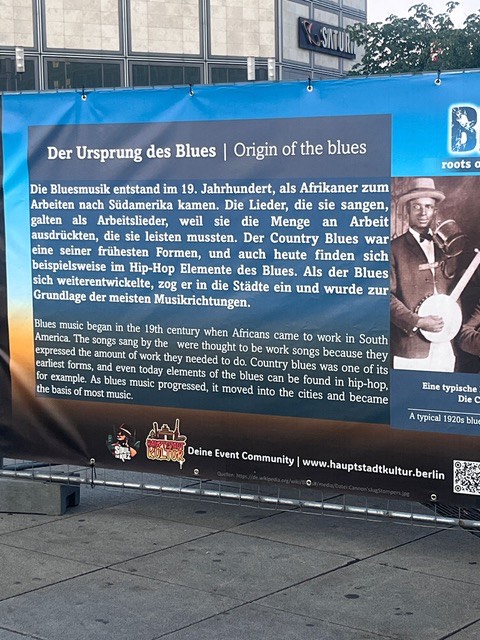 SATURN
Der Ursprung des Blues | Origin of the blues
Die Bluesmusik entstand im 19. Jahrhundert, als Afrikaner zum
Arbeiten nach Südamerika kamen. Die Lieder, die sie sangen,
galten als Arbeitslieder, weil sie die Menge an Arbeit
ausdrückten, die sie leisten mussten. Der Country Blues war
eine seiner frühesten Formen, und auch heute finden sich
beispielsweise im Hip-Hop Elemente des Blues. Als der Blues
sich weiterentwickelte, zog er in die Städte ein und wurde zur
Grundlage der meisten Musikrichtungen.
Blues music began in the 19th century when Africans came to work in South
America. The songs sang by the were thought to be work songs because they
expressed the amount of work they needed to do. Country blues was one of its
earliest forms, and even today elements of the blues can be found in hip-hop,
for example. As blues music progressed, it moved into the cities and became
the basis of most music.
B
roots o
Eine typische
Die C
A typical 1920s blue
HAUPTSTADT
KULTUR
Deine Event Community | www.hauptstadtkultur.berlin